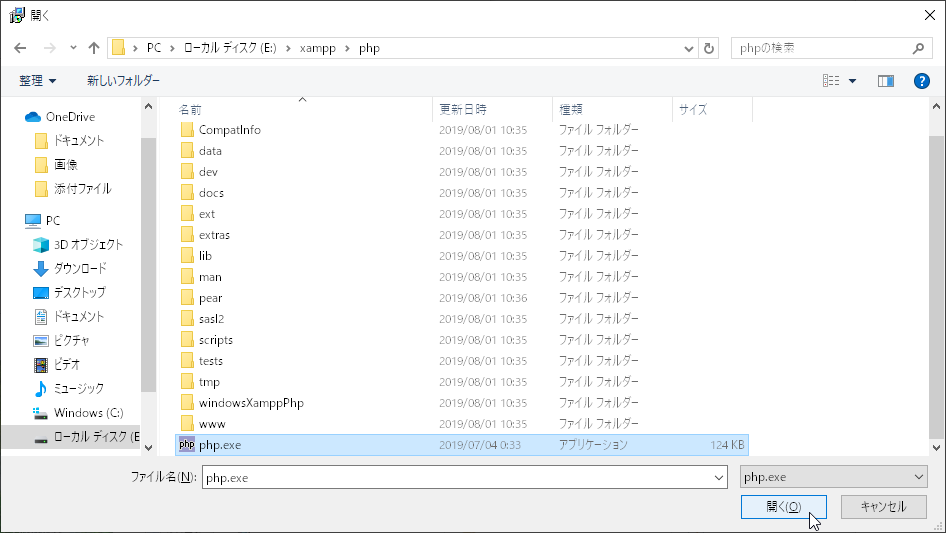 開く
PC > ローカル ディスク (E:) > xampp > php
phpの検索
整理
新しいフォルダー
名前 更新日時 種類 サイズ
OneDrive
ドキュメント
画像
添付ファイル
PC
3D オブジェクト
ダウンロード
デスクトップ
ドキュメント
ピクチャ
ビデオ
ミュージック
Windows (C:)
ローカル ディスク (E
CompatInfo 2019/08/01 10:35 ファイル フォルダー
data 2019/08/01 10:35 ファイル フォルダー
dev 2019/08/01 10:35 ファイル フォルダー
docs 2019/08/01 10:35 ファイル フォルダー
ext 2019/08/01 10:35 ファイル フォルダー
extras 2019/08/01 10:35 ファイル フォルダー
lib 2019/08/01 10:35 ファイル フォルダー
man 2019/08/01 10:35 ファイル フォルダー
pear 2019/08/01 10:36 ファイル フォルダー
sasl2 2019/08/01 10:35 ファイル フォルダー
scripts 2019/08/01 10:35 ファイル フォルダー
tests 2019/08/01 10:35 ファイル フォルダー
tmp 2019/08/01 10:35 ファイル フォルダー
windowsXamppPhp 2019/08/01 10:35 ファイル フォルダー
www 2019/08/01 10:35 ファイル フォルダー
php php.exe 2019/07/04 0:33 アプリケーション 124 KB
ファイル名(N): php.exe
php.exe
開く(O)
キャンセル